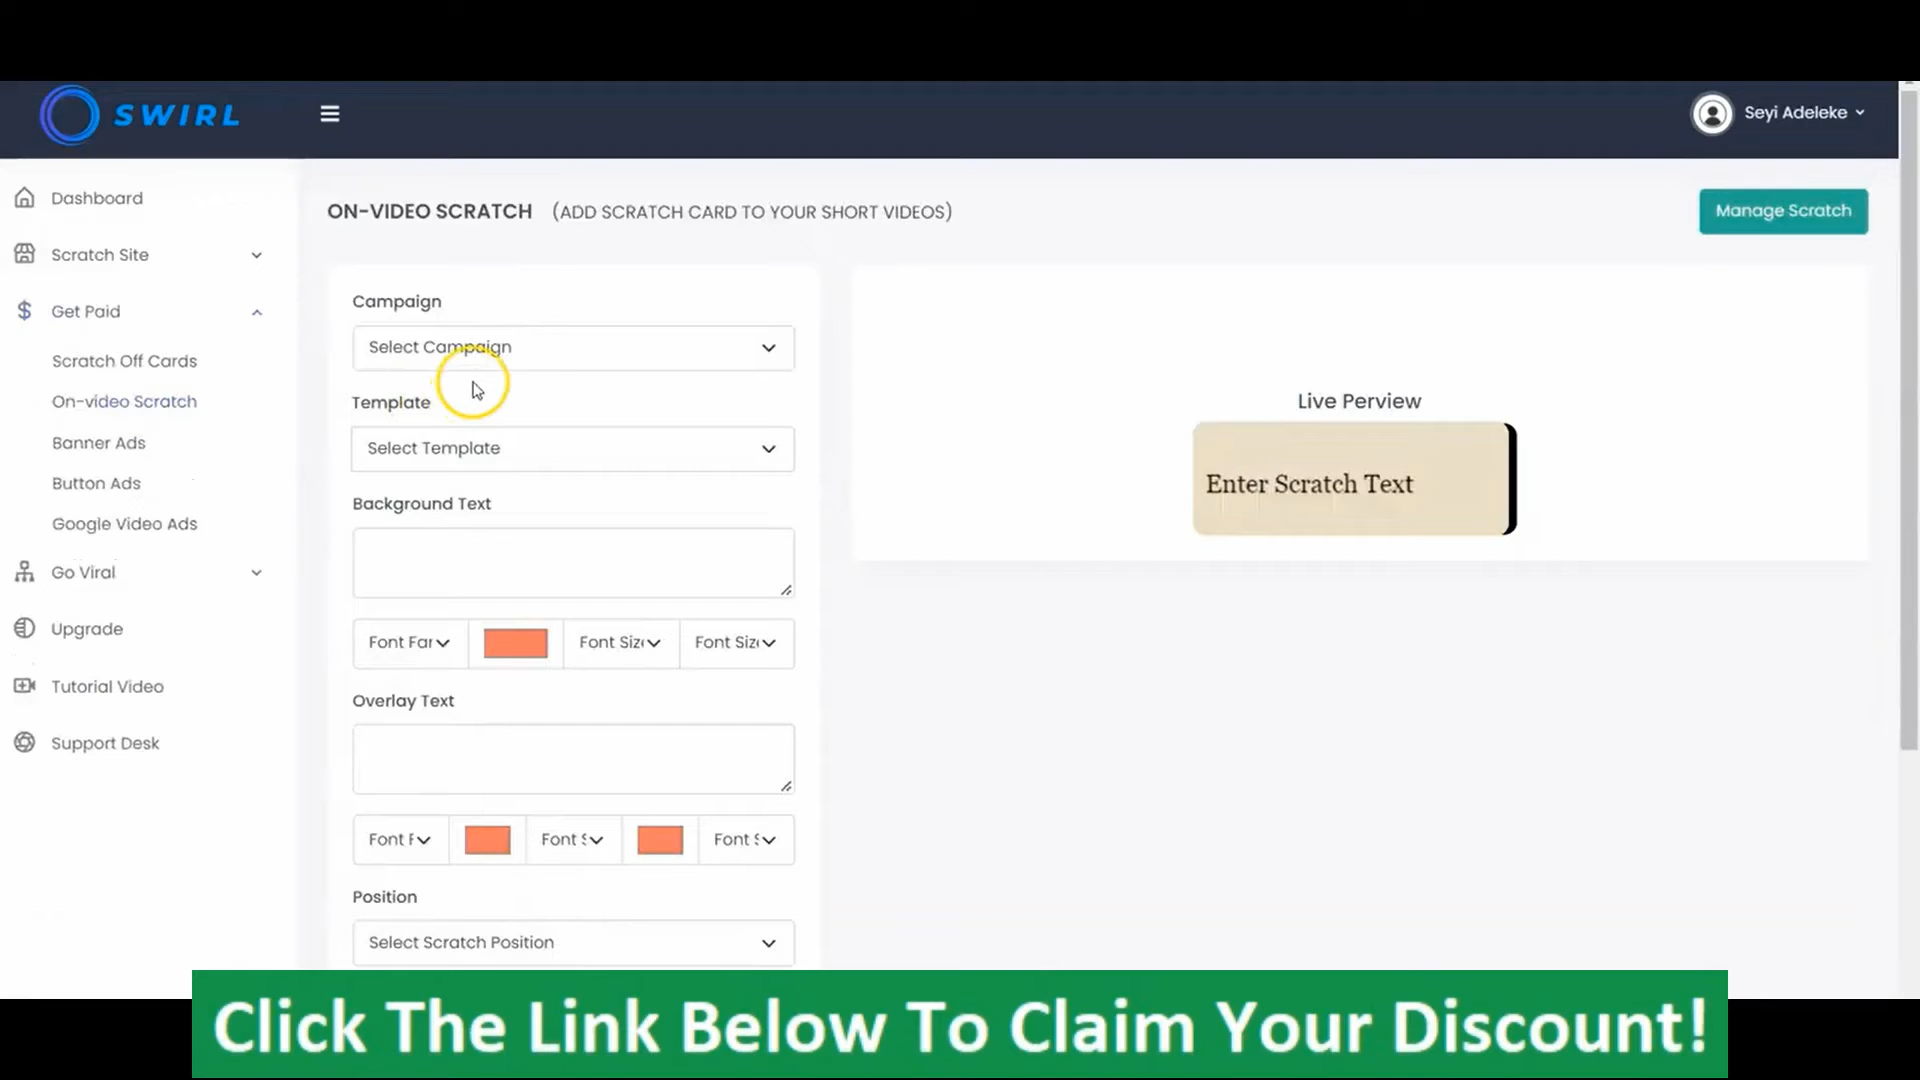 SWIRL
Seyi Adeleke
Dashboard
Scratch Site
Get Paid
Scratch Off Cards
On-video Scratch
Banner Ads
Button Ads
Google Video Ads
Go Viral
Upgrade
Tutorial Video
Support Desk
ON-VIDEO SCRATCH (ADD SCRATCH CARD TO YOUR SHORT VIDEOS)
Manage Scratch
Campaign
Select Campaign
Template
Select Template
Background Text
Font Far Font Siz Font Siz
Overlay Text
Font F Font S Font S
Position
Select Scratch Position
Live Perview
Enter Scratch Text
Click The Link Below To Claim Your Discount!